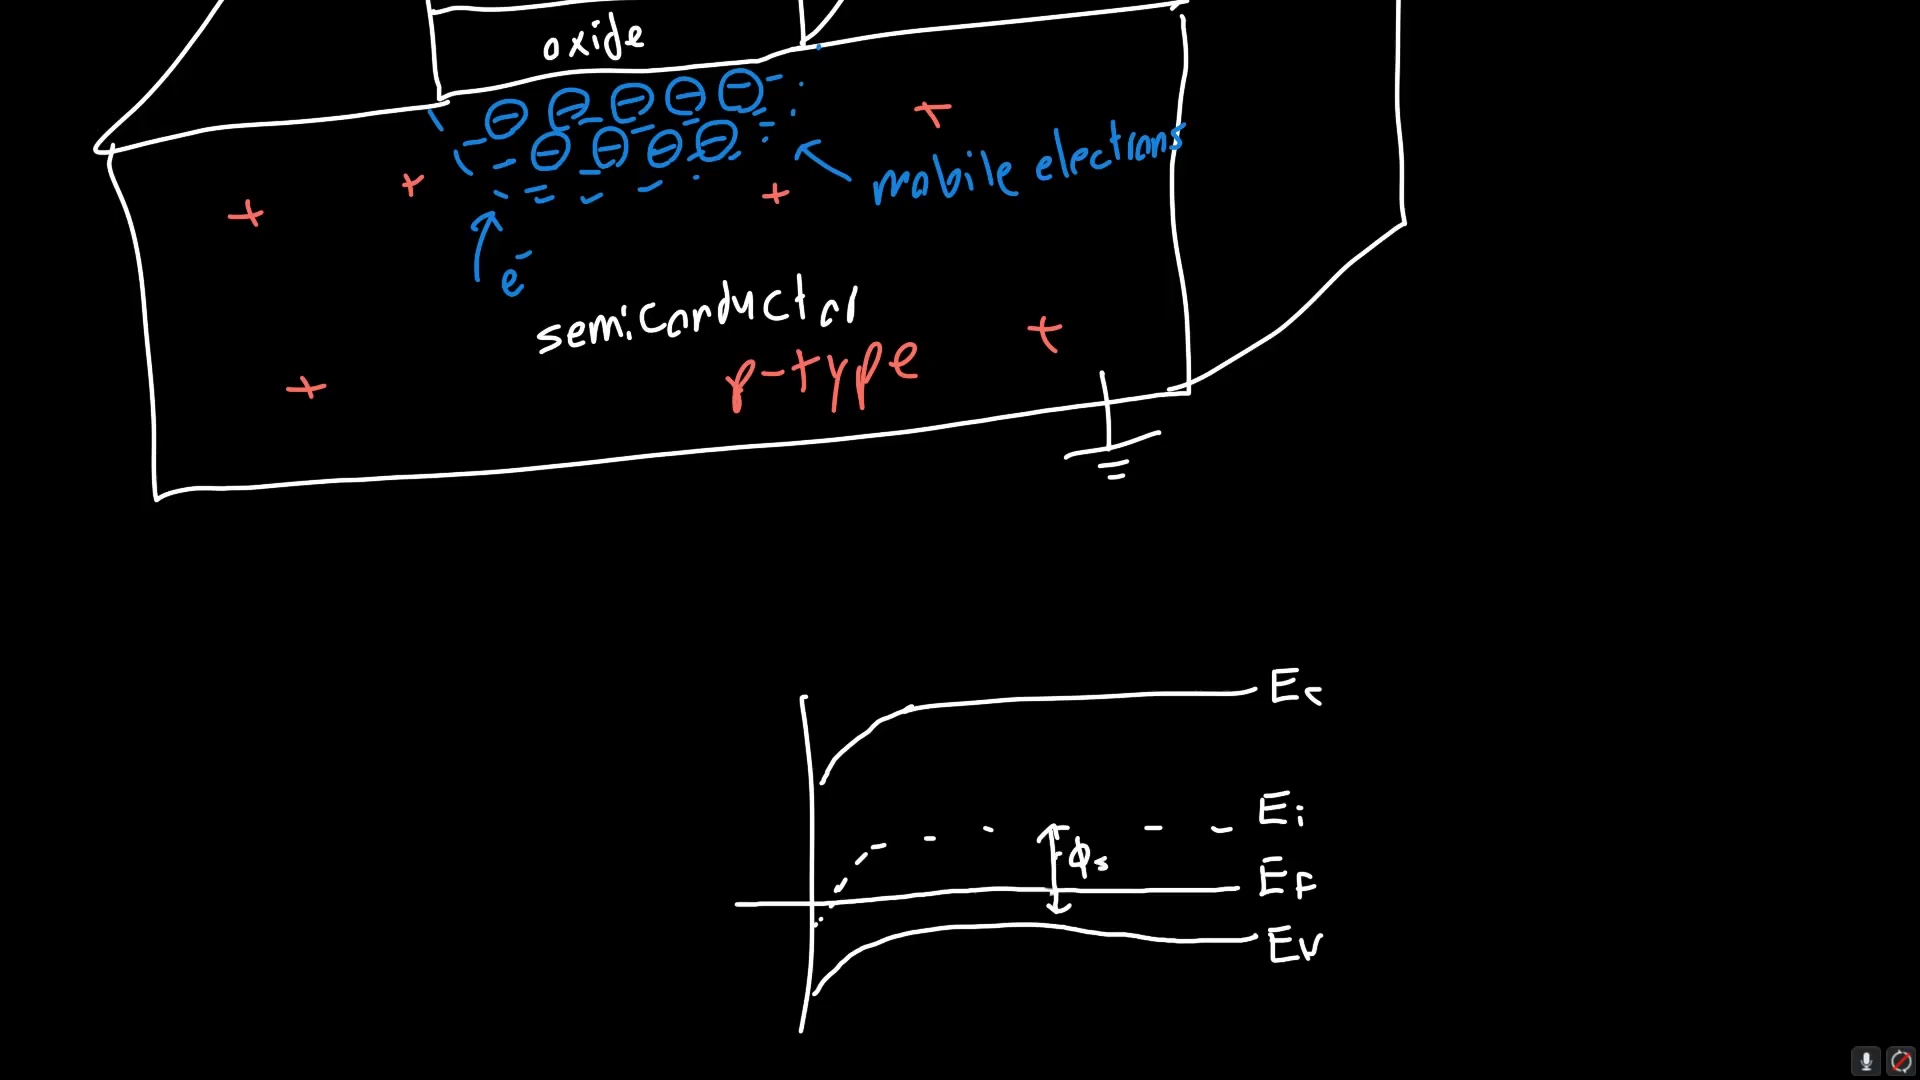 oxide
mobile electrons
e⁻
semiconductor
p-type
Ec
Ei
ϕs
EF
EV